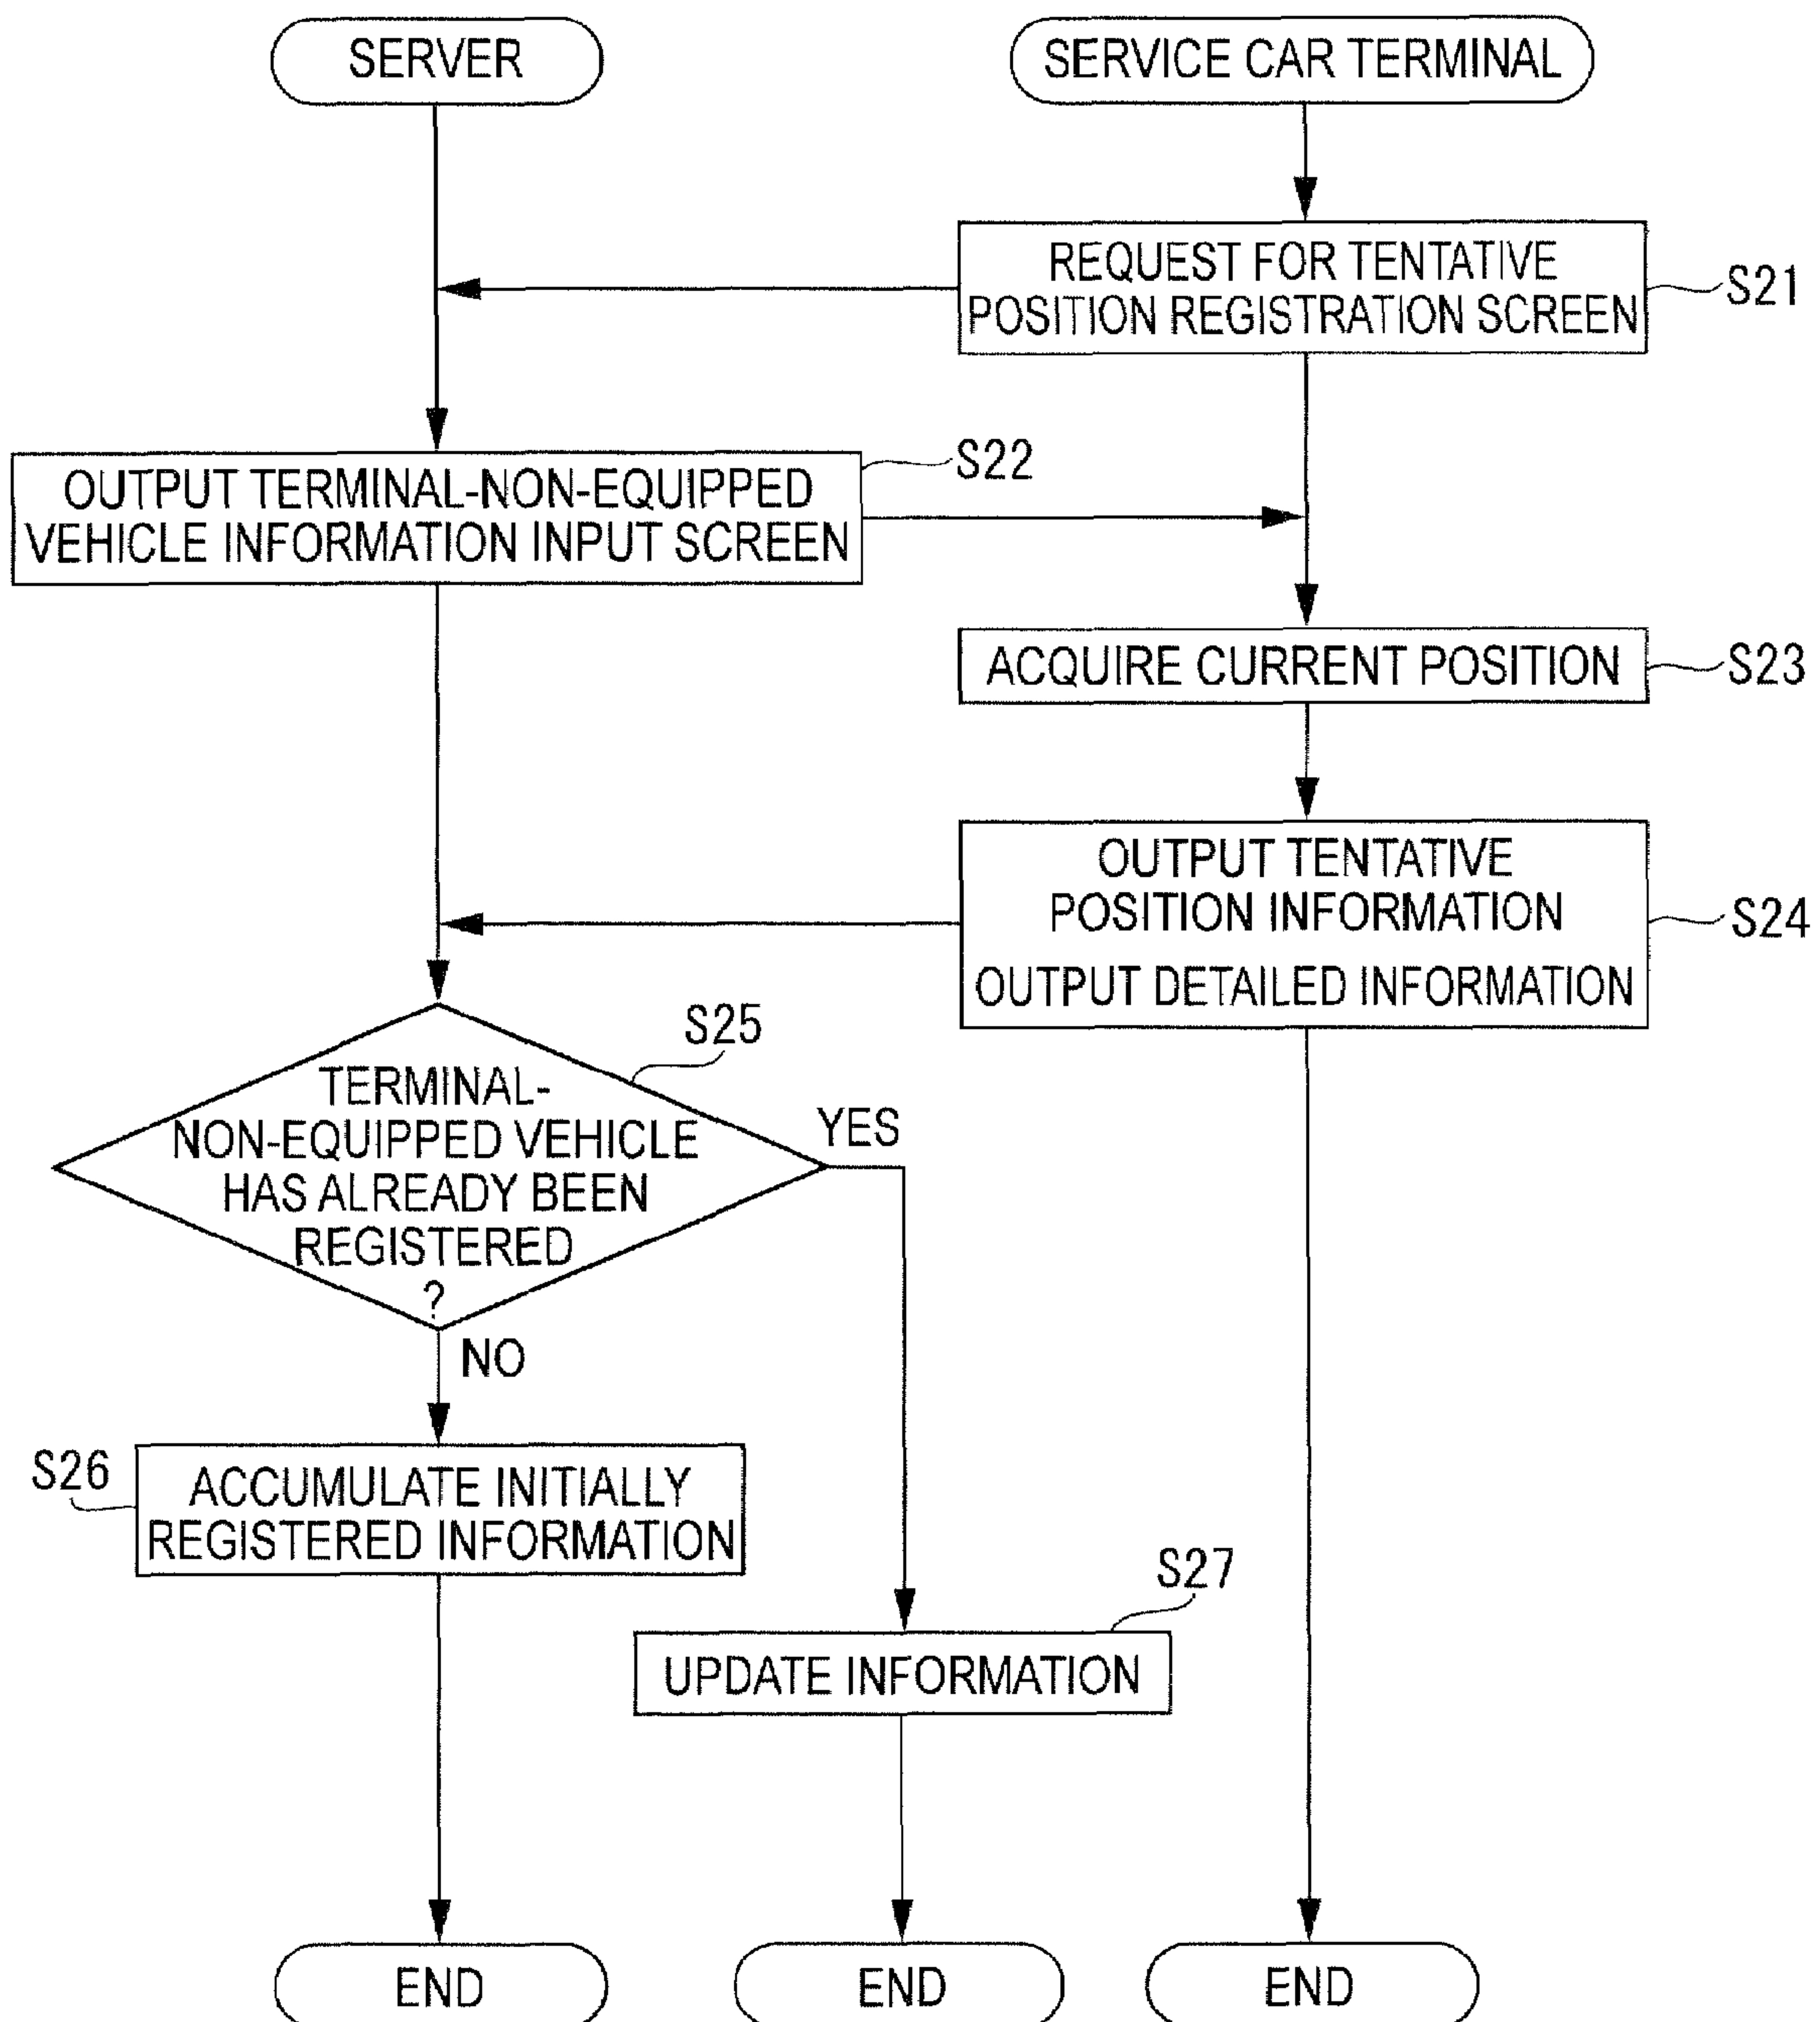 SERVER
SERVICE CAR TERMINAL
REQUEST FOR TENTATIVE
POSITION REGISTRATION SCREEN
S21
OUTPUT TERMINAL-NON-EQUIPPED
VEHICLE INFORMATION INPUT SCREEN
S22
ACQUIRE CURRENT POSITION
S23
OUTPUT TENTATIVE
POSITION INFORMATION
OUTPUT DETAILED INFORMATION
S24
S25
TERMINAL-
NON-EQUIPPED VEHICLE
HAS ALREADY BEEN
REGISTERED
?
YES
NO
S26
ACCUMULATE INITIALLY
REGISTERED INFORMATION
S27
UPDATE INFORMATION
END
END
END